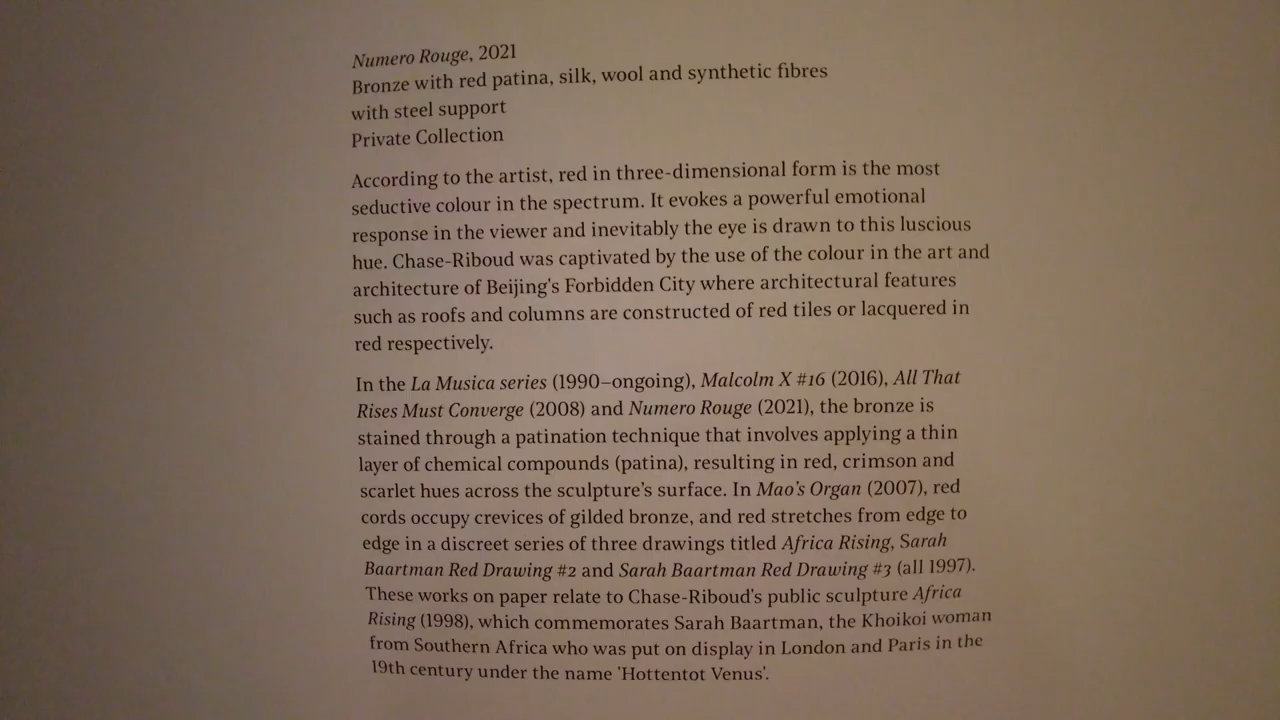 Numero Rouge, 2021
Bronze with red patina, silk, wool and synthetic fibres
with steel support
Private Collection
According to the artist, red in three-dimensional form is the most
seductive colour in the spectrum. It evokes a powerful emotional
response in the viewer and inevitably the eye is drawn to this luscious
hue. Chase-Riboud was captivated by the use of the colour in the art and
architecture of Beijing's Forbidden City where architectural features
such as roofs and columns are constructed of red tiles or lacquered in
red respectively.
In the La Musica series (1990–ongoing), Malcolm X #16 (2016), All That
Rises Must Converge (2008) and Numero Rouge (2021), the bronze is
stained through a patination technique that involves applying a thin
layer of chemical compounds (patina), resulting in red, crimson and
scarlet hues across the sculpture's surface. In Mao's Organ (2007), red
cords occupy crevices of gilded bronze, and red stretches from edge to
edge in a discreet series of three drawings titled Africa Rising, Sarah
Baartman Red Drawing #2 and Sarah Baartman Red Drawing #3 (all 1997).
These works on paper relate to Chase-Riboud's public sculpture Africa
Rising (1998), which commemorates Sarah Baartman, the Khoikoi woman
from Southern Africa who was put on display in London and Paris in the
19th century under the name 'Hottentot Venus'.